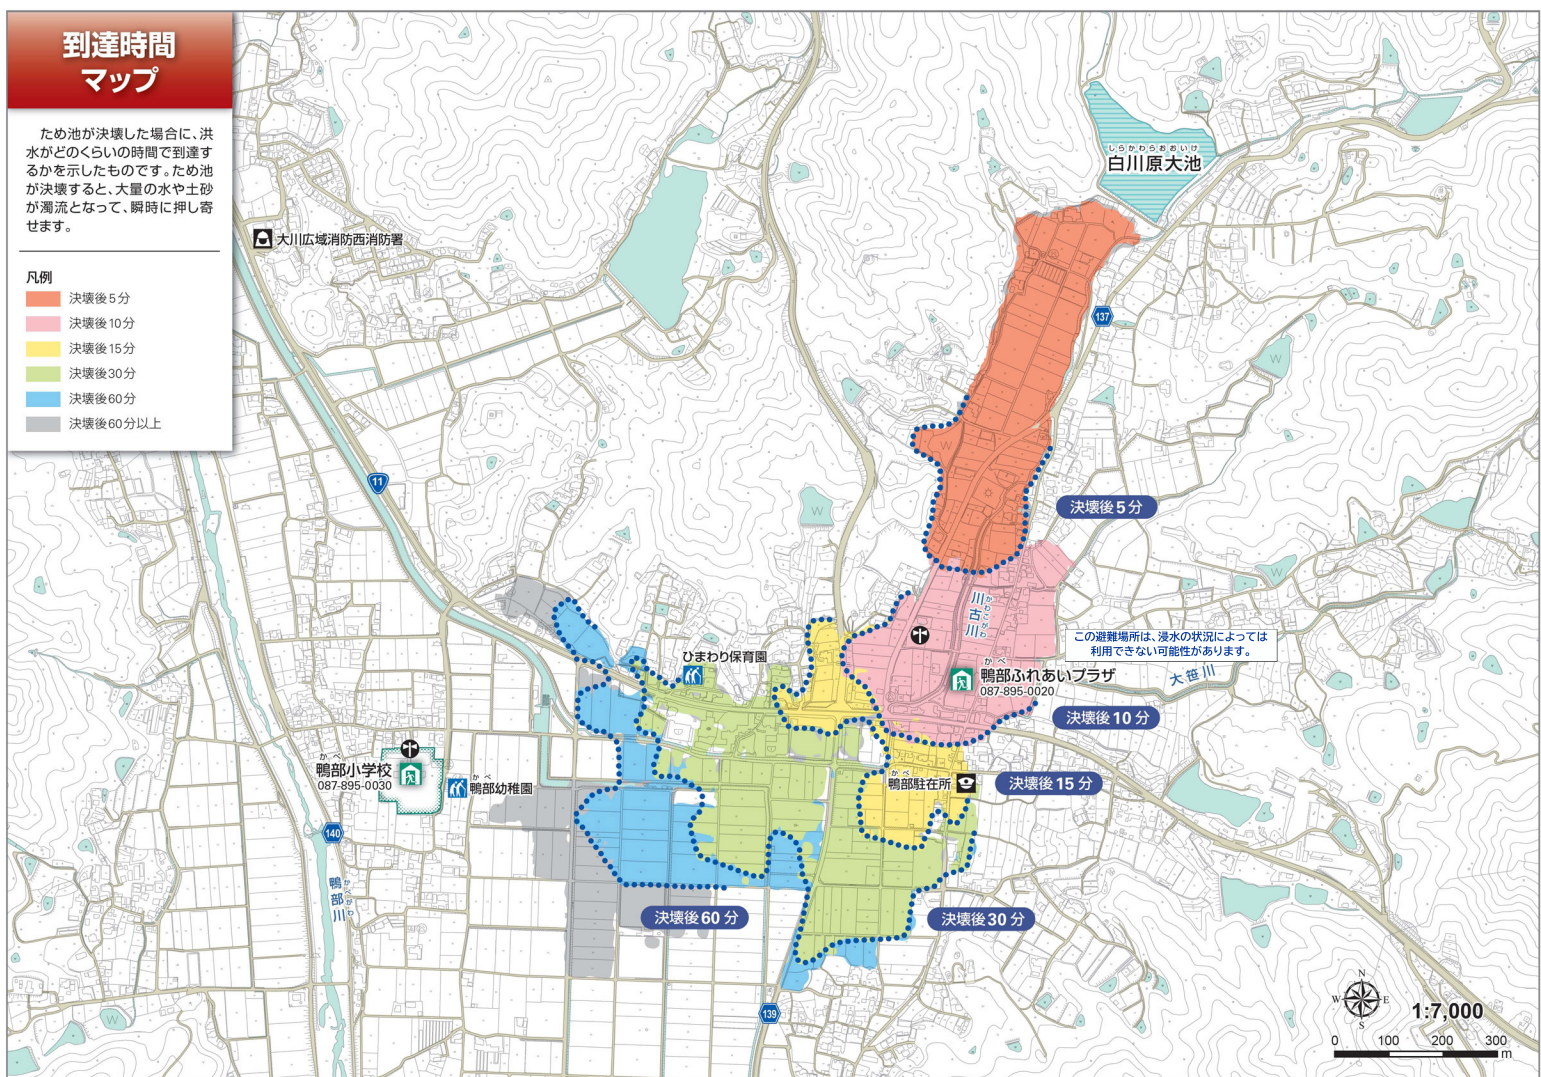 到達時間
マップ
ため池が決壊した場合に、洪
水がどのくらいの時間で到達す
るかを示したものです。ため池
が決壊すると、大量の水や土砂
が濁流となって、瞬時に押し寄
せます。
凡例
決壊後5分
決壊後10分
決壊後15分
決壊後30分
決壊後60分
決壊後60分以上
しらかわらおおいけ
白川原大池
大川広域消防西消防署
137
W
W
11
W
W
決壊後5分
W
かわこがわ
川古川
この避難場所は、浸水の状況によっては
利用できない可能性があります。
ひまわり保育園
かべ
鴨部ふれあいプラザ
087-895-0020
大笹川
決壊後10分
かべ
鴨部小学校
087-895-0030
かべ
鴨部幼稚園
かべ
鴨部駐在所
決壊後15分
140
かべがわ
鴨部川
決壊後60分
決壊後30分
139
W
N
W
E
S
1:7,000
0
100
200
300
m